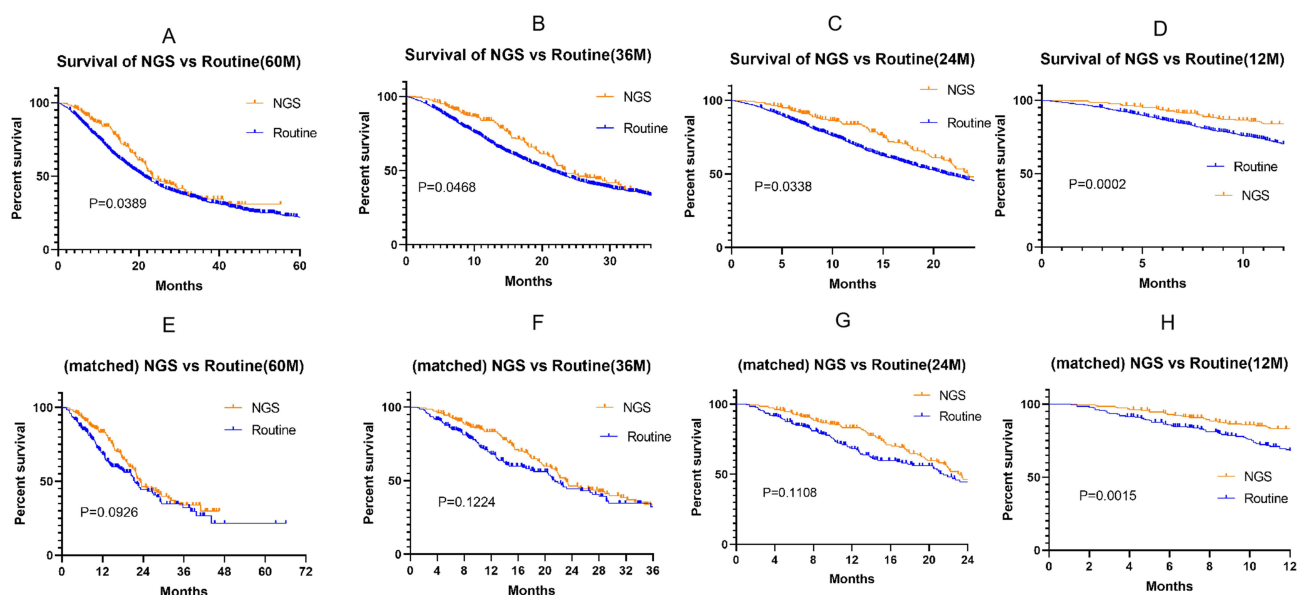 A
Survival of NGS vs Routine(60M)
Percent survival
100
50
0
NGS
Routine
P=0.0389
0 20 40 60
Months
B
Survival of NGS vs Routine(36M)
Percent survival
100
50
0
NGS
Routine
P=0.0468
0 10 20 30
Months
C
Survival of NGS vs Routine(24M)
Percent survival
100
50
0
NGS
Routine
P=0.0338
0 5 10 15 20
Months
D
Survival of NGS vs Routine(12M)
Percent survival
100
50
0
Routine
NGS
P=0.0002
0 5 10
Months
E
(matched) NGS vs Routine(60M)
Percent survival
100
50
0
NGS
Routine
P=0.0926
0 12 24 36 48 60 72
Months
F
(matched) NGS vs Routine(36M)
Percent survival
100
50
0
NGS
Routine
P=0.1224
0 4 8 12 16 20 24 28 32 36
Months
G
(matched) NGS vs Routine(24M)
Percent survival
100
50
0
NGS
Routine
P=0.1108
0 4 8 12 16 20 24
Months
H
(matched) NGS vs Routine(12M)
Percent survival
100
50
0
NGS
Routine
P=0.0015
0 2 4 6 8 10 12
Months